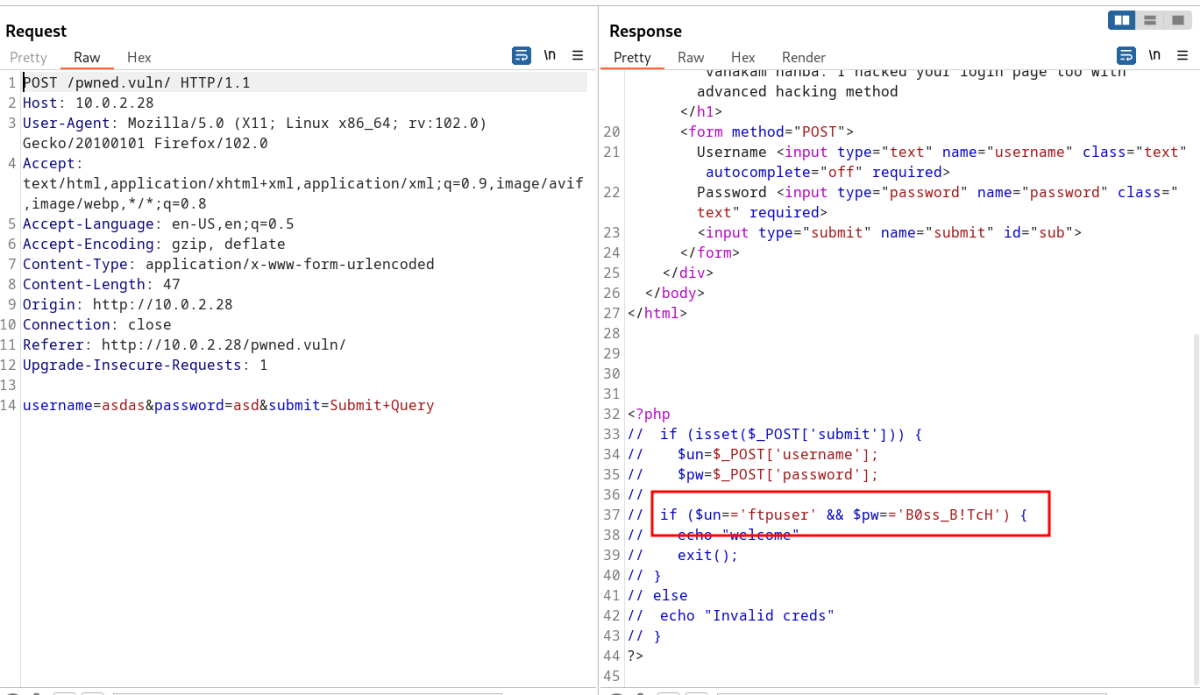 Request
Pretty Raw Hex \n
1 POST /pwned.vuln/ HTTP/1.1
2 Host: 10.0.2.28
3 User-Agent: Mozilla/5.0 (X11; Linux x86_64; rv:102.0)
Gecko/20100101 Firefox/102.0
4 Accept:
text/html,application/xhtml+xml,application/xml;q=0.9,image/avif
,image/webp,*/*;q=0.8
5 Accept-Language: en-US,en;q=0.5
6 Accept-Encoding: gzip, deflate
7 Content-Type: application/x-www-form-urlencoded
8 Content-Length: 47
9 Origin: http://10.0.2.28
10 Connection: close
11 Referer: http://10.0.2.28/pwned.vuln/
12 Upgrade-Insecure-Requests: 1
13
14 username=asdas&password=asd&submit=Submit+Query
Response
Pretty Raw Hex Render \n
vanakam nanba. I hacked your login page too with
advanced hacking method
</h1>
20 <form method="POST">
21 Username <input type="text" name="username" class="text"
autocomplete="off" required>
22 Password <input type="password" name="password" class="
text" required>
23 <input type="submit" name="submit" id="sub">
24 </form>
25 </div>
26 </body>
27 </html>
28
29
30
31
32 <?php
33 //  if (isset($_POST['submit'])) {
34 //    $un=$_POST['username'];
35 //    $pw=$_POST['password'];
36 //
37 //  if ($un=='ftpuser' && $pw=='B0ss_B!TcH') {
38 //    echo "welcome"
39 //    exit();
40 // }
41 // else
42 //  echo "Invalid creds"
43 // }
44 ?>
45